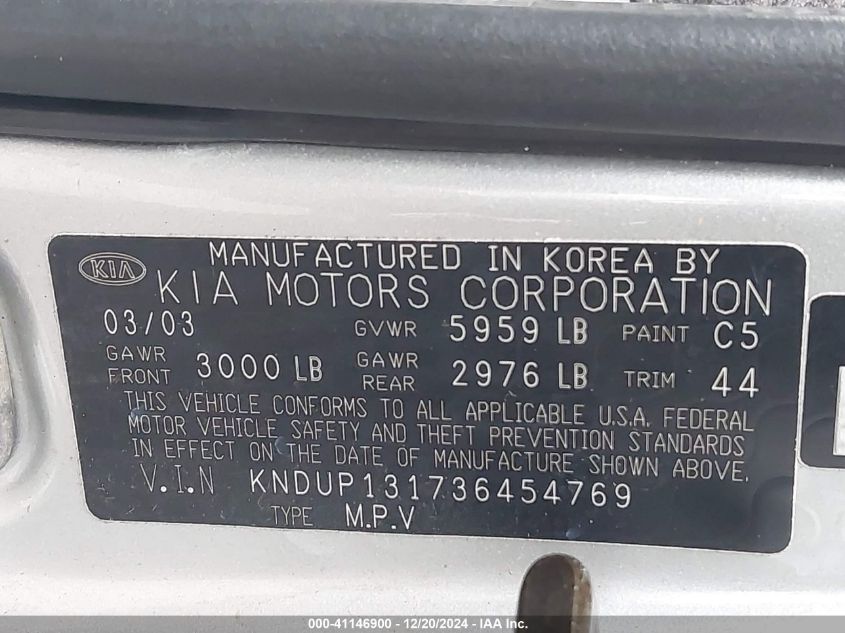 MANUFACTURED IN KOREA BY
KIA KIA MOTORS CORPORATION
03/03 GVWR 5959 LB PAINT C5
GAWR FRONT 3000 LB GAWR REAR 2976 LB TRIM 44
THIS VEHICLE CONFORMS TO ALL APPLICABLE U.S.A. FEDERAL
MOTOR VEHICLE SAFETY AND THEFT PREVENTION STANDARDS
IN EFFECT ON THE DATE OF MANUFACTURE SHOWN ABOVE.
V.I.N KNDUP131736454769
TYPE M.P.V
000-41146900 - 12/20/2024 - IAA Inc.